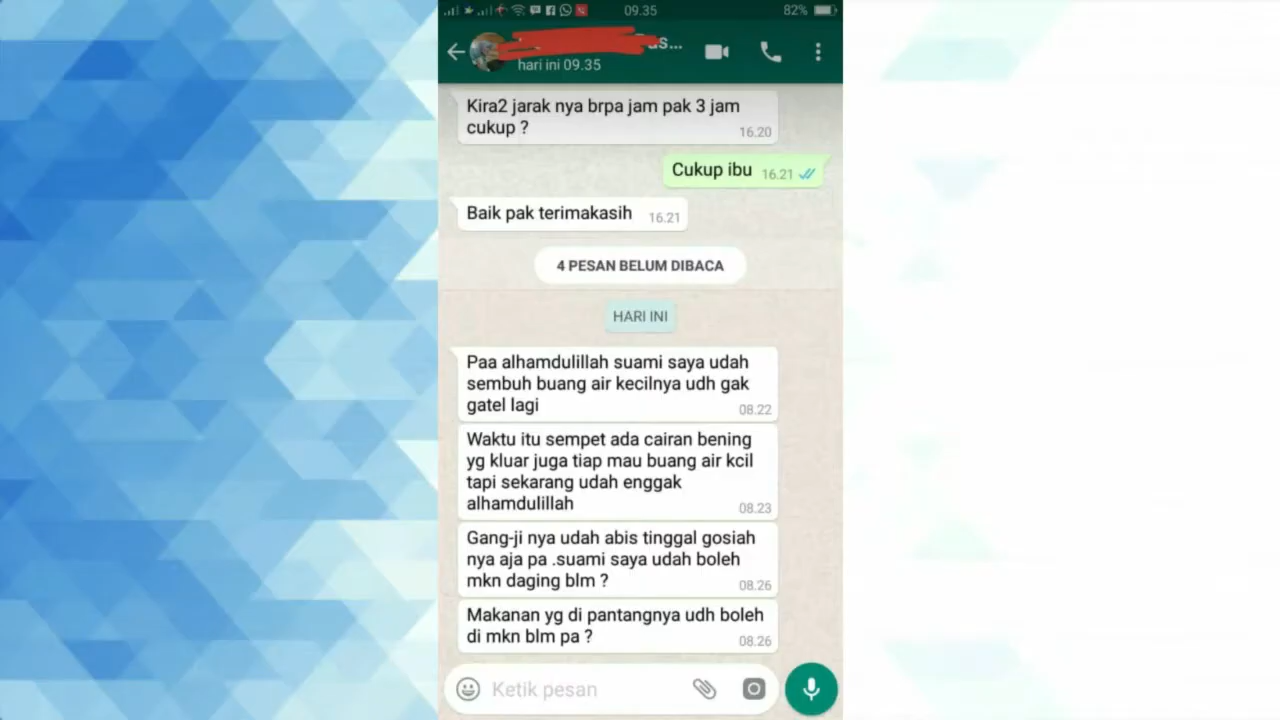 09.35
82%
hari ini 09.35
Kira2 jarak nya brpa jam pak 3 jam
cukup ?
16.20
Cukup ibu
16.21
Baik pak terimakasih
16.21
4 PESAN BELUM DIBACA
HARI INI
Paa alhamdulillah suami saya udah
sembuh buang air kecilnya udh gak
gatel lagi
08.22
Waktu itu sempet ada cairan bening
yg kluar juga tiap mau buang air kcil
tapi sekarang udah enggak
alhamdulillah
08.23
Gang-ji nya udah abis tinggal gosiah
nya aja pa .suami saya udah boleh
mkn daging blm ?
08.26
Makanan yg di pantangnya udh boleh
di mkn blm pa ?
08.26
Ketik pesan